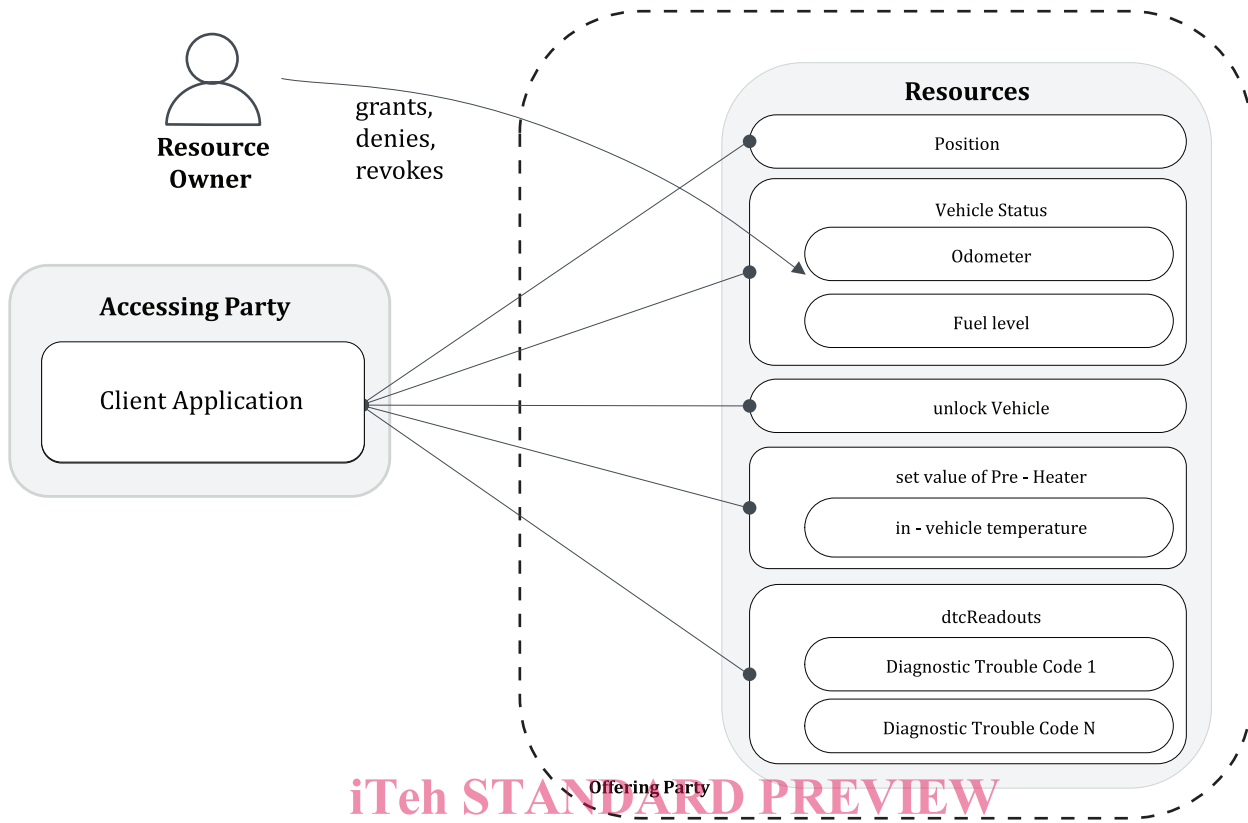 Resource
Owner
grants,
denies,
revokes
Accessing Party
Client Application
Resources
Position
Vehicle Status
Odometer
Fuel level
unlock Vehicle
set value of Pre - Heater
in - vehicle temperature
dtcReadouts
Diagnostic Trouble Code 1
Diagnostic Trouble Code N
Offering Party
iTeh STANDARD PREVIEW